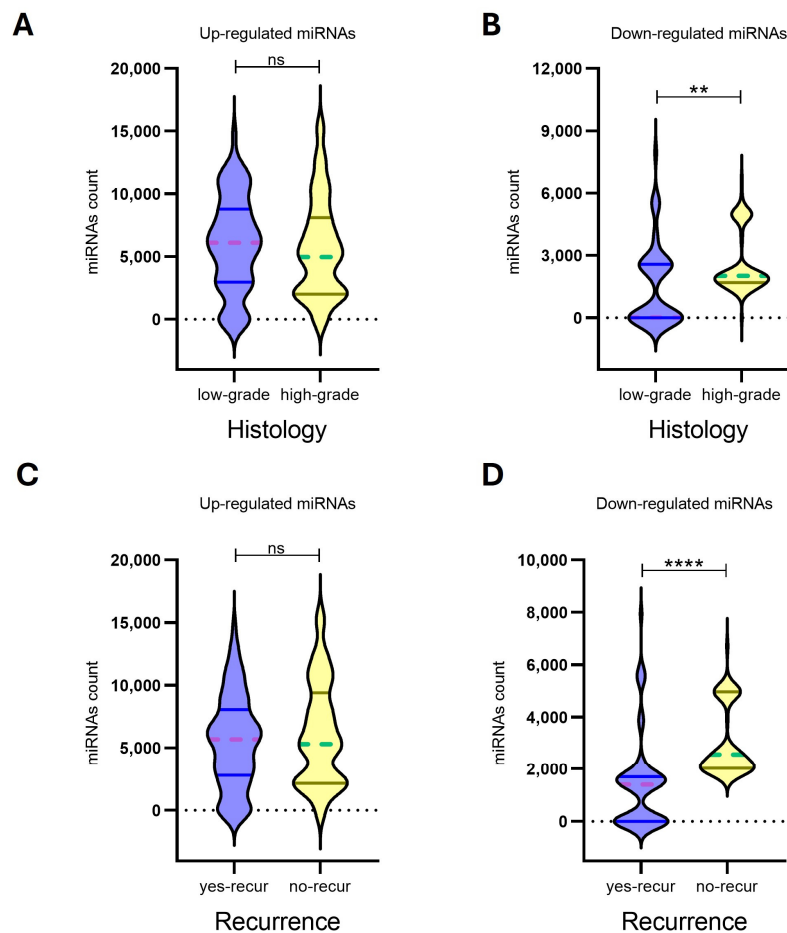 A
Up-regulated miRNAs
ns
20,000
15,000
10,000
5,000
0
miRNAs count
low-grade high-grade
Histology
B
Down-regulated miRNAs
**
12,000
9,000
6,000
3,000
0
miRNAs count
low-grade high-grade
Histology
C
Up-regulated miRNAs
ns
20,000
15,000
10,000
5,000
0
miRNAs count
yes-recur no-recur
Recurrence
D
Down-regulated miRNAs
****
10,000
8,000
6,000
4,000
2,000
0
miRNAs count
yes-recur no-recur
Recurrence